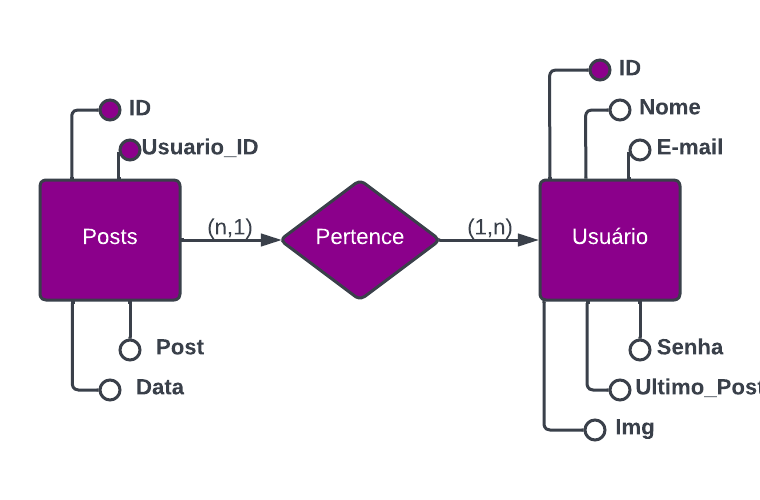 ID
Usuario_ID
Posts
Post
Data
(n,1)
Pertence
(1,n)
ID
Nome
E-mail
Usuário
Senha
Ultimo_Post
Img